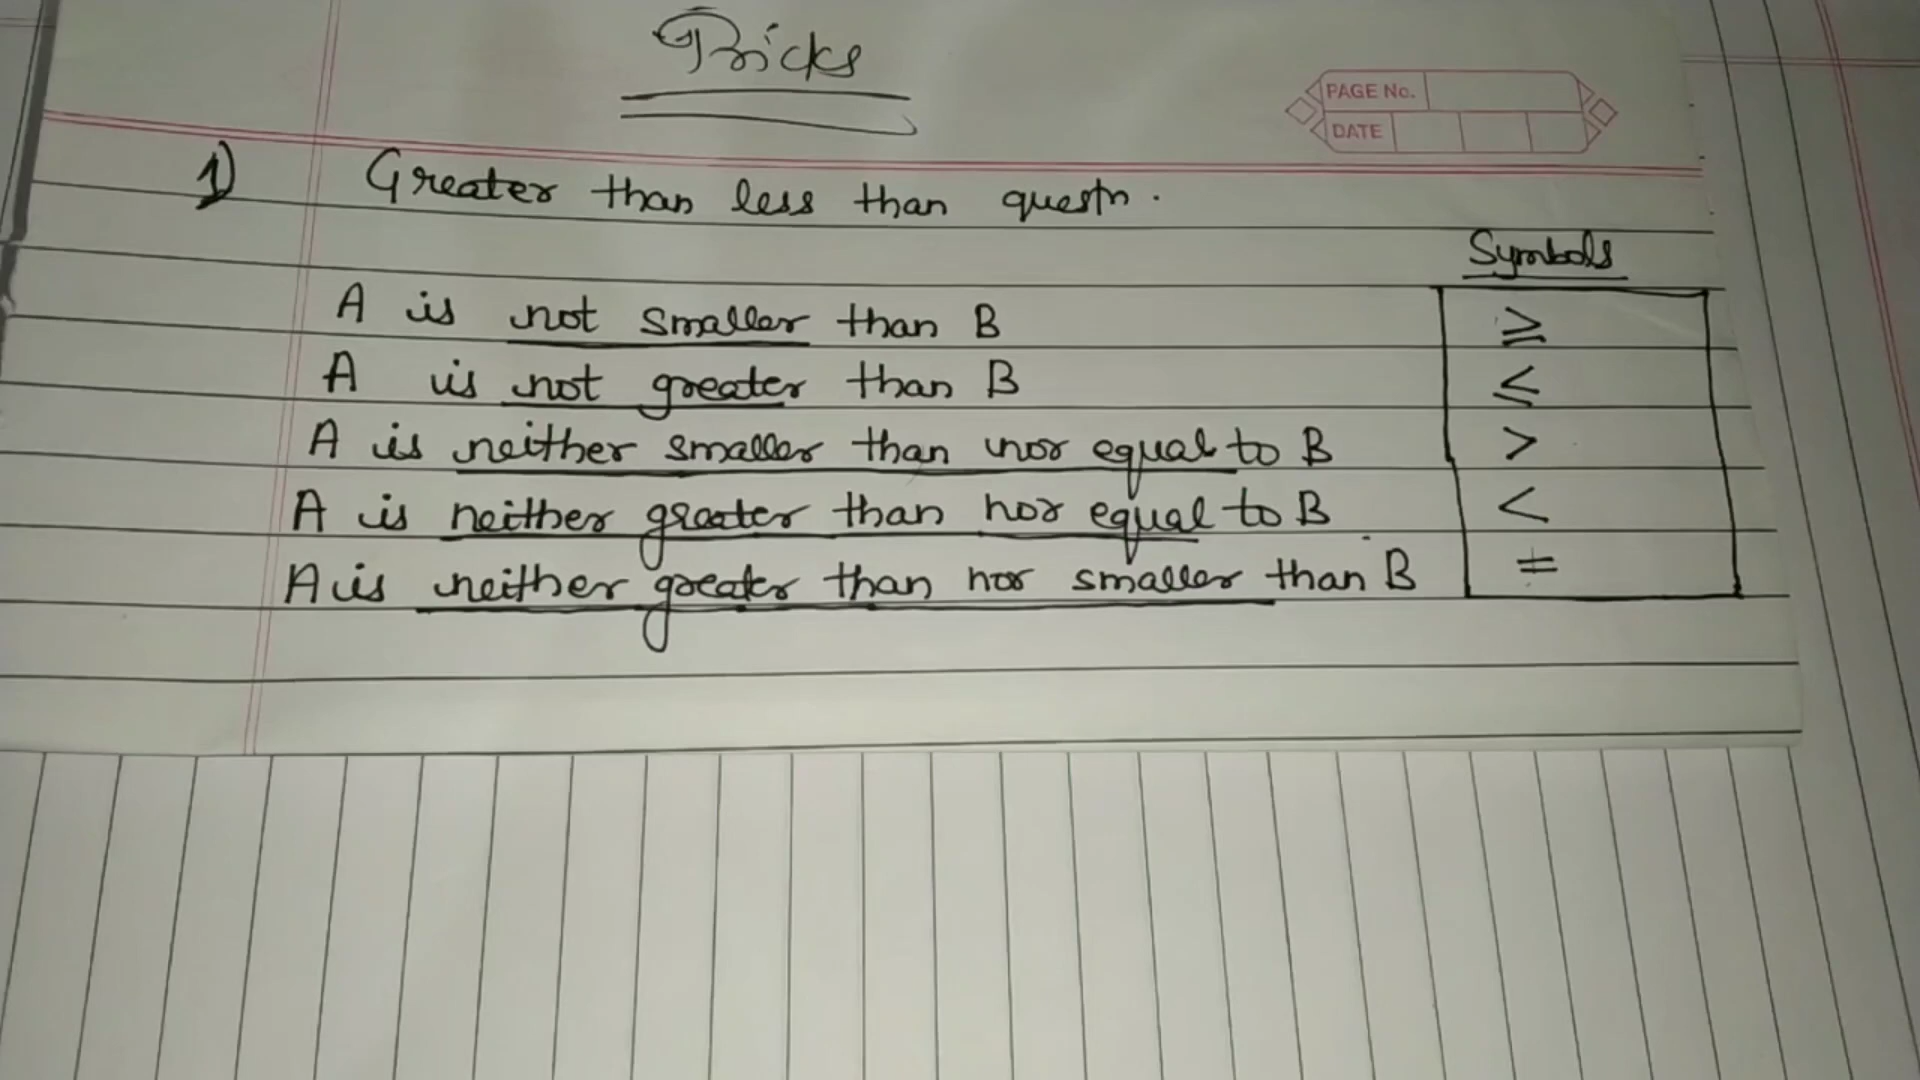 Tricks
PAGE No.
DATE
1) Greater than less than questn.
Symbols
A is not smaller than B ≥
A is not greater than B ≤
A is neither smaller than nor equal to B >
A is neither greater than nor equal to B <
A is neither greater than nor smaller than B =